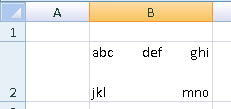 A B
1
abc def ghi
2 jkl mno